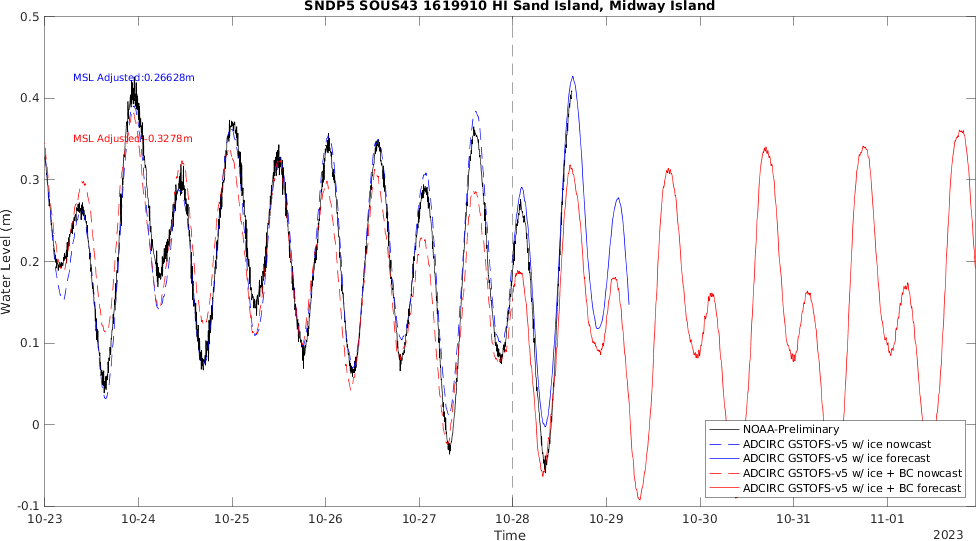 SNDP5 SOUS43 1619910 HI Sand Island, Midway Island
0.5
0.4
0.3
0.2
0.1
0
-0.1
Water Level (m)
MSL Adjusted:0.26628m
MSL Adjusted:-0.3278m
NOAA-Preliminary
ADCIRC GSTOFS-v5 w/ ice nowcast
ADCIRC GSTOFS-v5 w/ ice forecast
ADCIRC GSTOFS-v5 w/ ice + BC nowcast
ADCIRC GSTOFS-v5 w/ ice + BC forecast
10-23 10-24 10-25 10-26 10-27 10-28 10-29 10-30 10-31 11-01
Time
2023